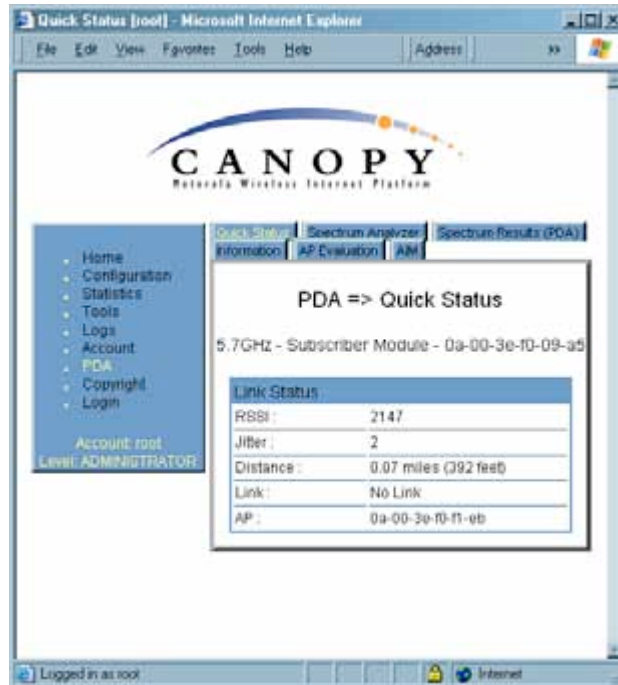 Quick Status [root] - Microsoft Internet Explorer
File Edit View Favorites Tools Help Address »
CANOPY
Motorola Wireless Internet Platform
Home
Configuration
Statistics
Tools
Logs
Account
PDA
Copyright
Login
Account: root
Level: ADMINISTRATOR
Quick Status Spectrum Analyzer Spectrum Results (PDA)
Information AP Evaluation AIM
PDA => Quick Status
5.7GHz - Subscriber Module - 0a-00-3e-f0-09-a5
Link Status
RSSI : 2147
Jitter : 2
Distance : 0.07 miles (392 feet)
Link : No Link
AP : 0a-00-3e-f0-f1-eb
Logged in as root Internet